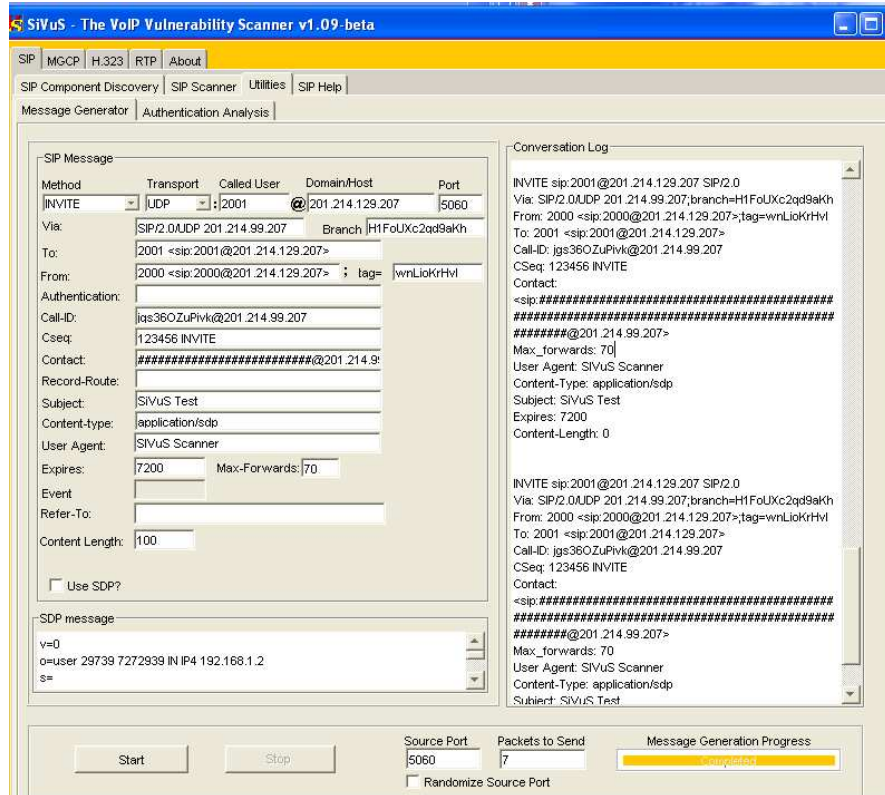 SiVuS - The VoIP Vulnerability Scanner v1.09-beta
SIP MGCP H.323 RTP About
SIP Component Discovery SIP Scanner Utilities SIP Help
Message Generator Authentication Analysis
SIP Message
Method Transport Called User Domain/Host Port
INVITE UDP : 2001 @ 201.214.129.207 5060
Via: SIP/2.0/UDP 201.214.99.207 Branch H1FoUXc2qd9aKh
To: 2001 <sip:2001@201.214.129.207>
From: 2000 <sip:2000@201.214.129.207> ; tag= wnLioKrHvI
Authentication:
Call-ID: jgs36OZuPivk@201.214.99.207
Cseq: 123456 INVITE
Contact: ##########################@201.214.9
Record-Route:
Subject: SiVuS Test
Content-type: application/sdp
User Agent: SIVuS Scanner
Expires: 7200 Max-Forwards: 70
Event
Refer-To:
Content Length: 100
Use SDP?
SDP message
v=0
o=user 29739 7272939 IN IP4 192.168.1.2
s=
Conversation Log
INVITE sip:2001@201.214.129.207 SIP/2.0
Via: SIP/2.0/UDP 201.214.99.207;branch=H1FoUXc2qd9aKh
From: 2000 <sip:2000@201.214.129.207>;tag=wnLioKrHvI
To: 2001 <sip:2001@201.214.129.207>
Call-ID: jgs36OZuPivk@201.214.99.207
CSeq: 123456 INVITE
Contact:
<sip:############################################
################################################
########@201.214.99.207>
Max_forwards: 70
User Agent: SIVuS Scanner
Content-Type: application/sdp
Subject: SiVuS Test
Expires: 7200
Content-Length: 0
INVITE sip:2001@201.214.129.207 SIP/2.0
Via: SIP/2.0/UDP 201.214.99.207;branch=H1FoUXc2qd9aKh
From: 2000 <sip:2000@201.214.129.207>;tag=wnLioKrHvI
To: 2001 <sip:2001@201.214.129.207>
Call-ID: jgs36OZuPivk@201.214.99.207
CSeq: 123456 INVITE
Contact:
<sip:############################################
################################################
########@201.214.99.207>
Max_forwards: 70
User Agent: SIVuS Scanner
Content-Type: application/sdp
Subject: SiVuS Test
Start Stop
Source Port Packets to Send Message Generation Progress
5060 7 Completed
Randomize Source Port